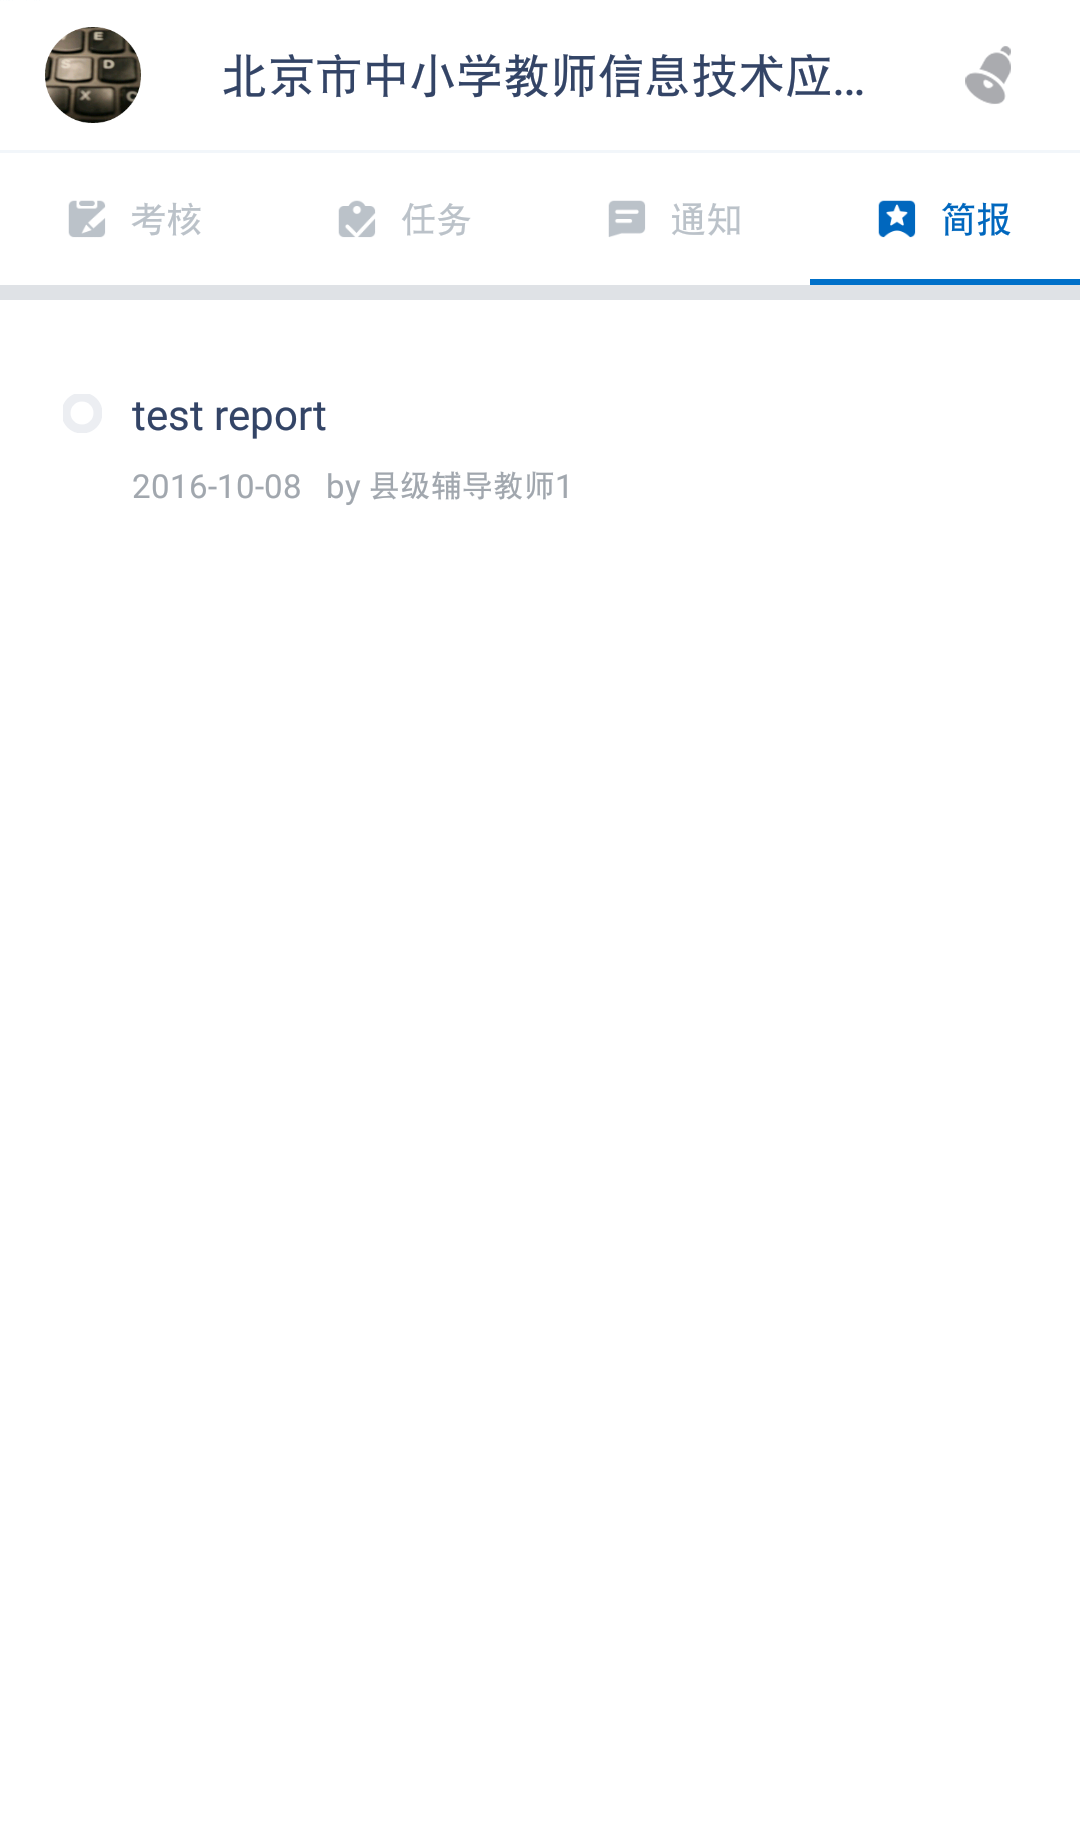 北京市中小学教师信息技术应...
考核
任务
通知
简报
test report
2016-10-08 by 县级辅导教师1